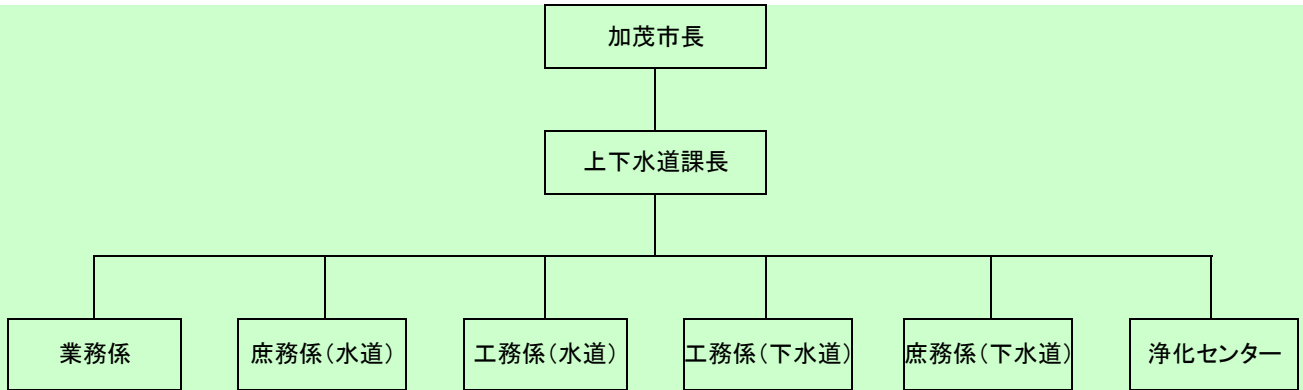 加茂市長
上下水道課長
業務係
庶務係(水道)
工務係(水道)
工務係(下水道)
庶務係(下水道)
浄化センター